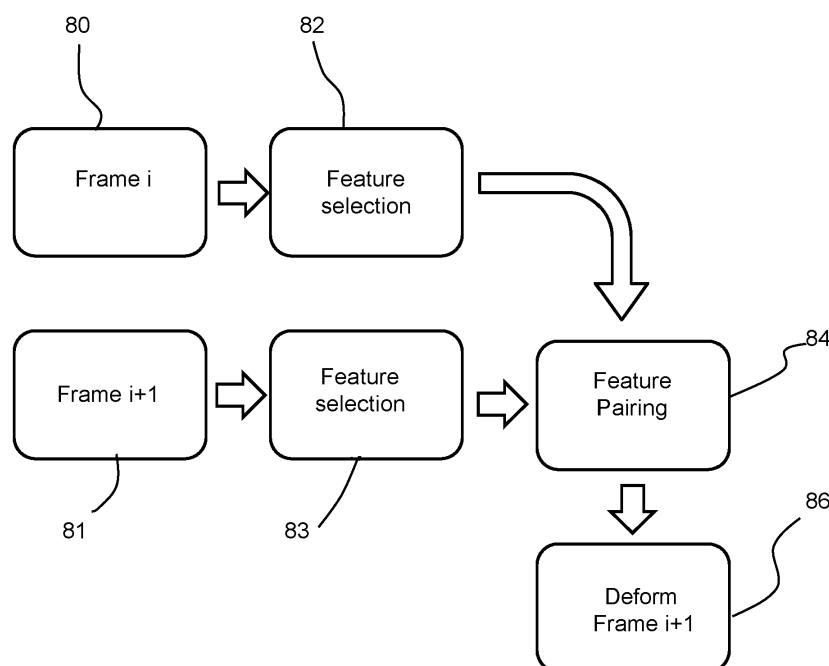 80
82
Frame i
Feature
selection
Frame i+1
Feature
selection
Feature
Pairing
84
81
83
86
Deform
Frame i+1